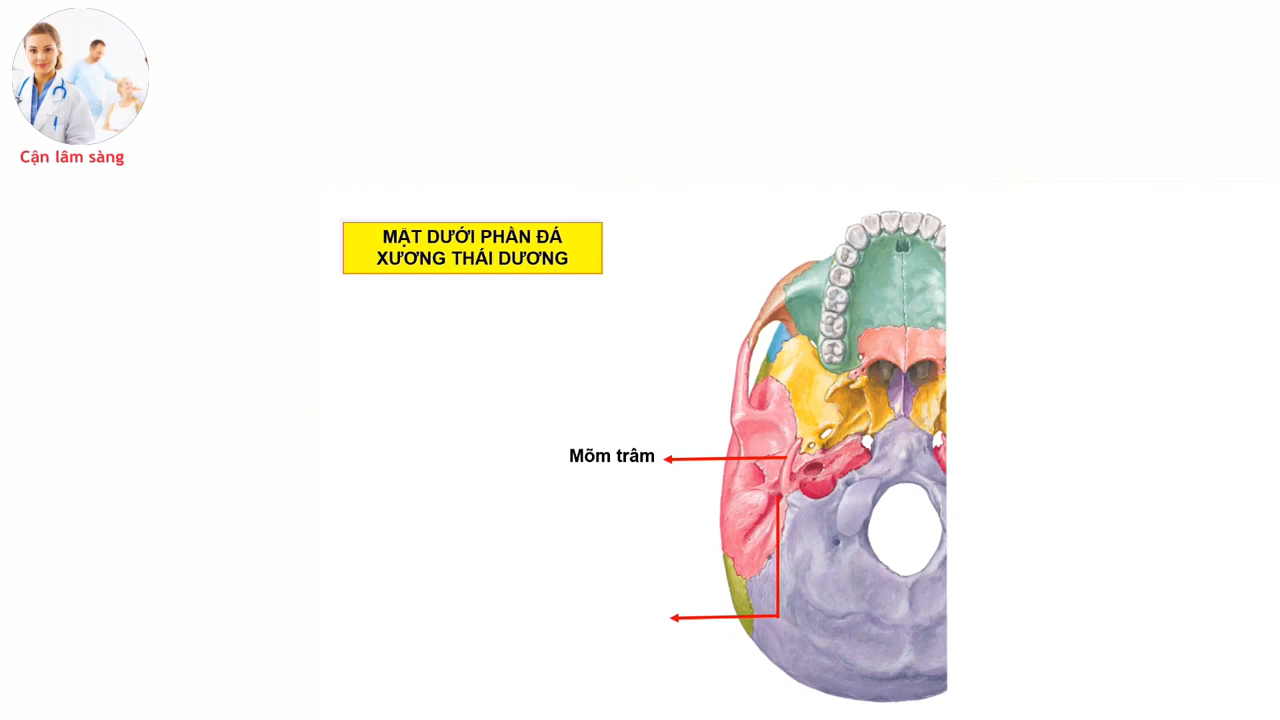 Cận lâm sàng
MẶT DƯỚI PHẦN ĐÁ
XƯƠNG THÁI DƯƠNG
Mõm trâm